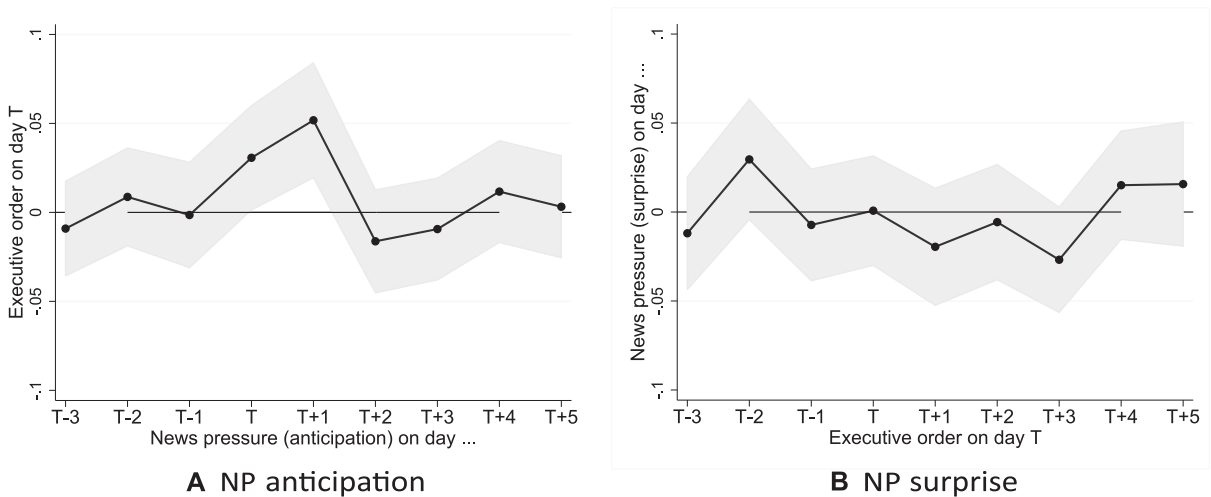 Executive order on day T
.1
.05
0
-.05
-.1
T-3 T-2 T-1 T T+1 T+2 T+3 T+4 T+5
News pressure (anticipation) on day ...
A NP anticipation
News pressure (surprise) on day ...
.1
.05
0
-.05
-.1
T-3 T-2 T-1 T T+1 T+2 T+3 T+4 T+5
Executive order on day T
B NP surprise